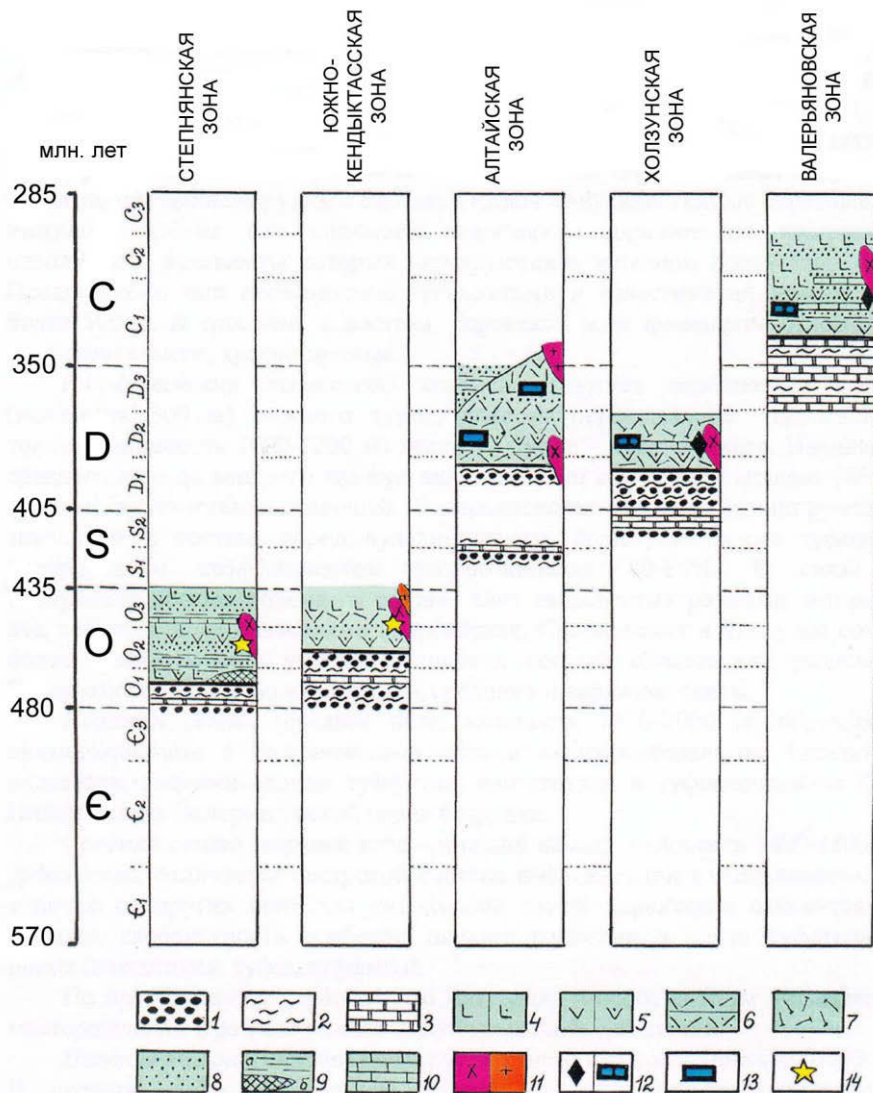 СТЕПНЯНСКАЯ ЗОНА
ЮЖНО-КЕНДЫКТАССКАЯ ЗОНА
АЛТАЙСКАЯ ЗОНА
ХОЛЗУНСКАЯ ЗОНА
ВАЛЕРЬЯНОВСКАЯ ЗОНА
млн. лет
285
C
C₃
C₂
C₁
350
D
D₃
D₂
D₁
405
S
S₂
S₁
435
O
O₃
O₂
O₁
480
Є
Є₃
Є₂
Є₁
570
1 2 3 4 5 6 7
8 9 б 10 11 12 13 14